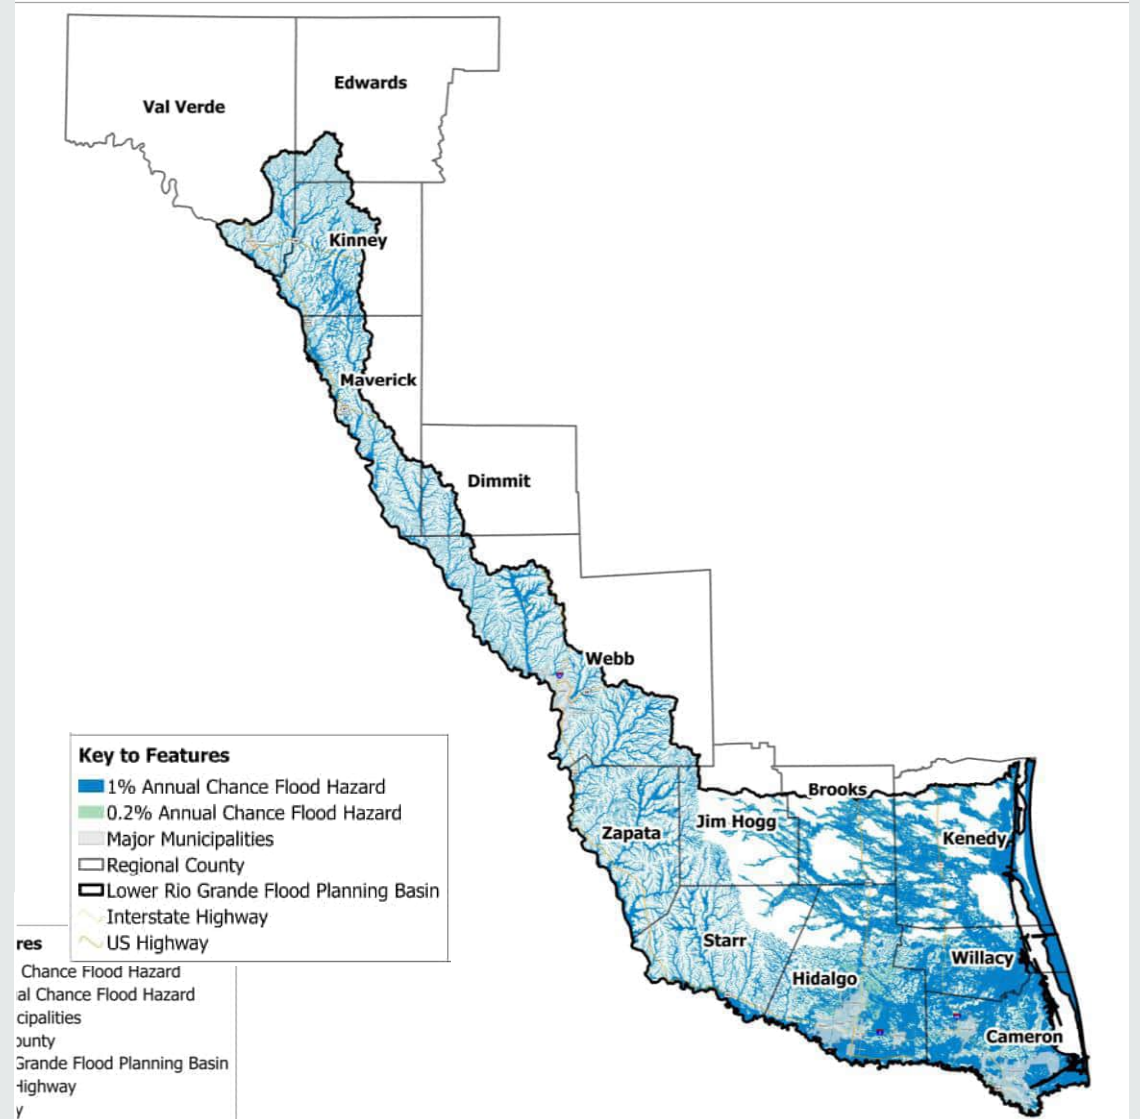 Edwards
Val Verde
Kinney
Maverick
Dimmit
Webb
Brooks
Jim Hogg
Zapata
Kenedy
Starr
Willacy
Hidalgo
Cameron
Key to Features
1% Annual Chance Flood Hazard
0.2% Annual Chance Flood Hazard
Major Municipalities
Regional County
Lower Rio Grande Flood Planning Basin
Interstate Highway
US Highway
res
Chance Flood Hazard
al Chance Flood Hazard
cipalities
ounty
Grande Flood Planning Basin
Highway
y